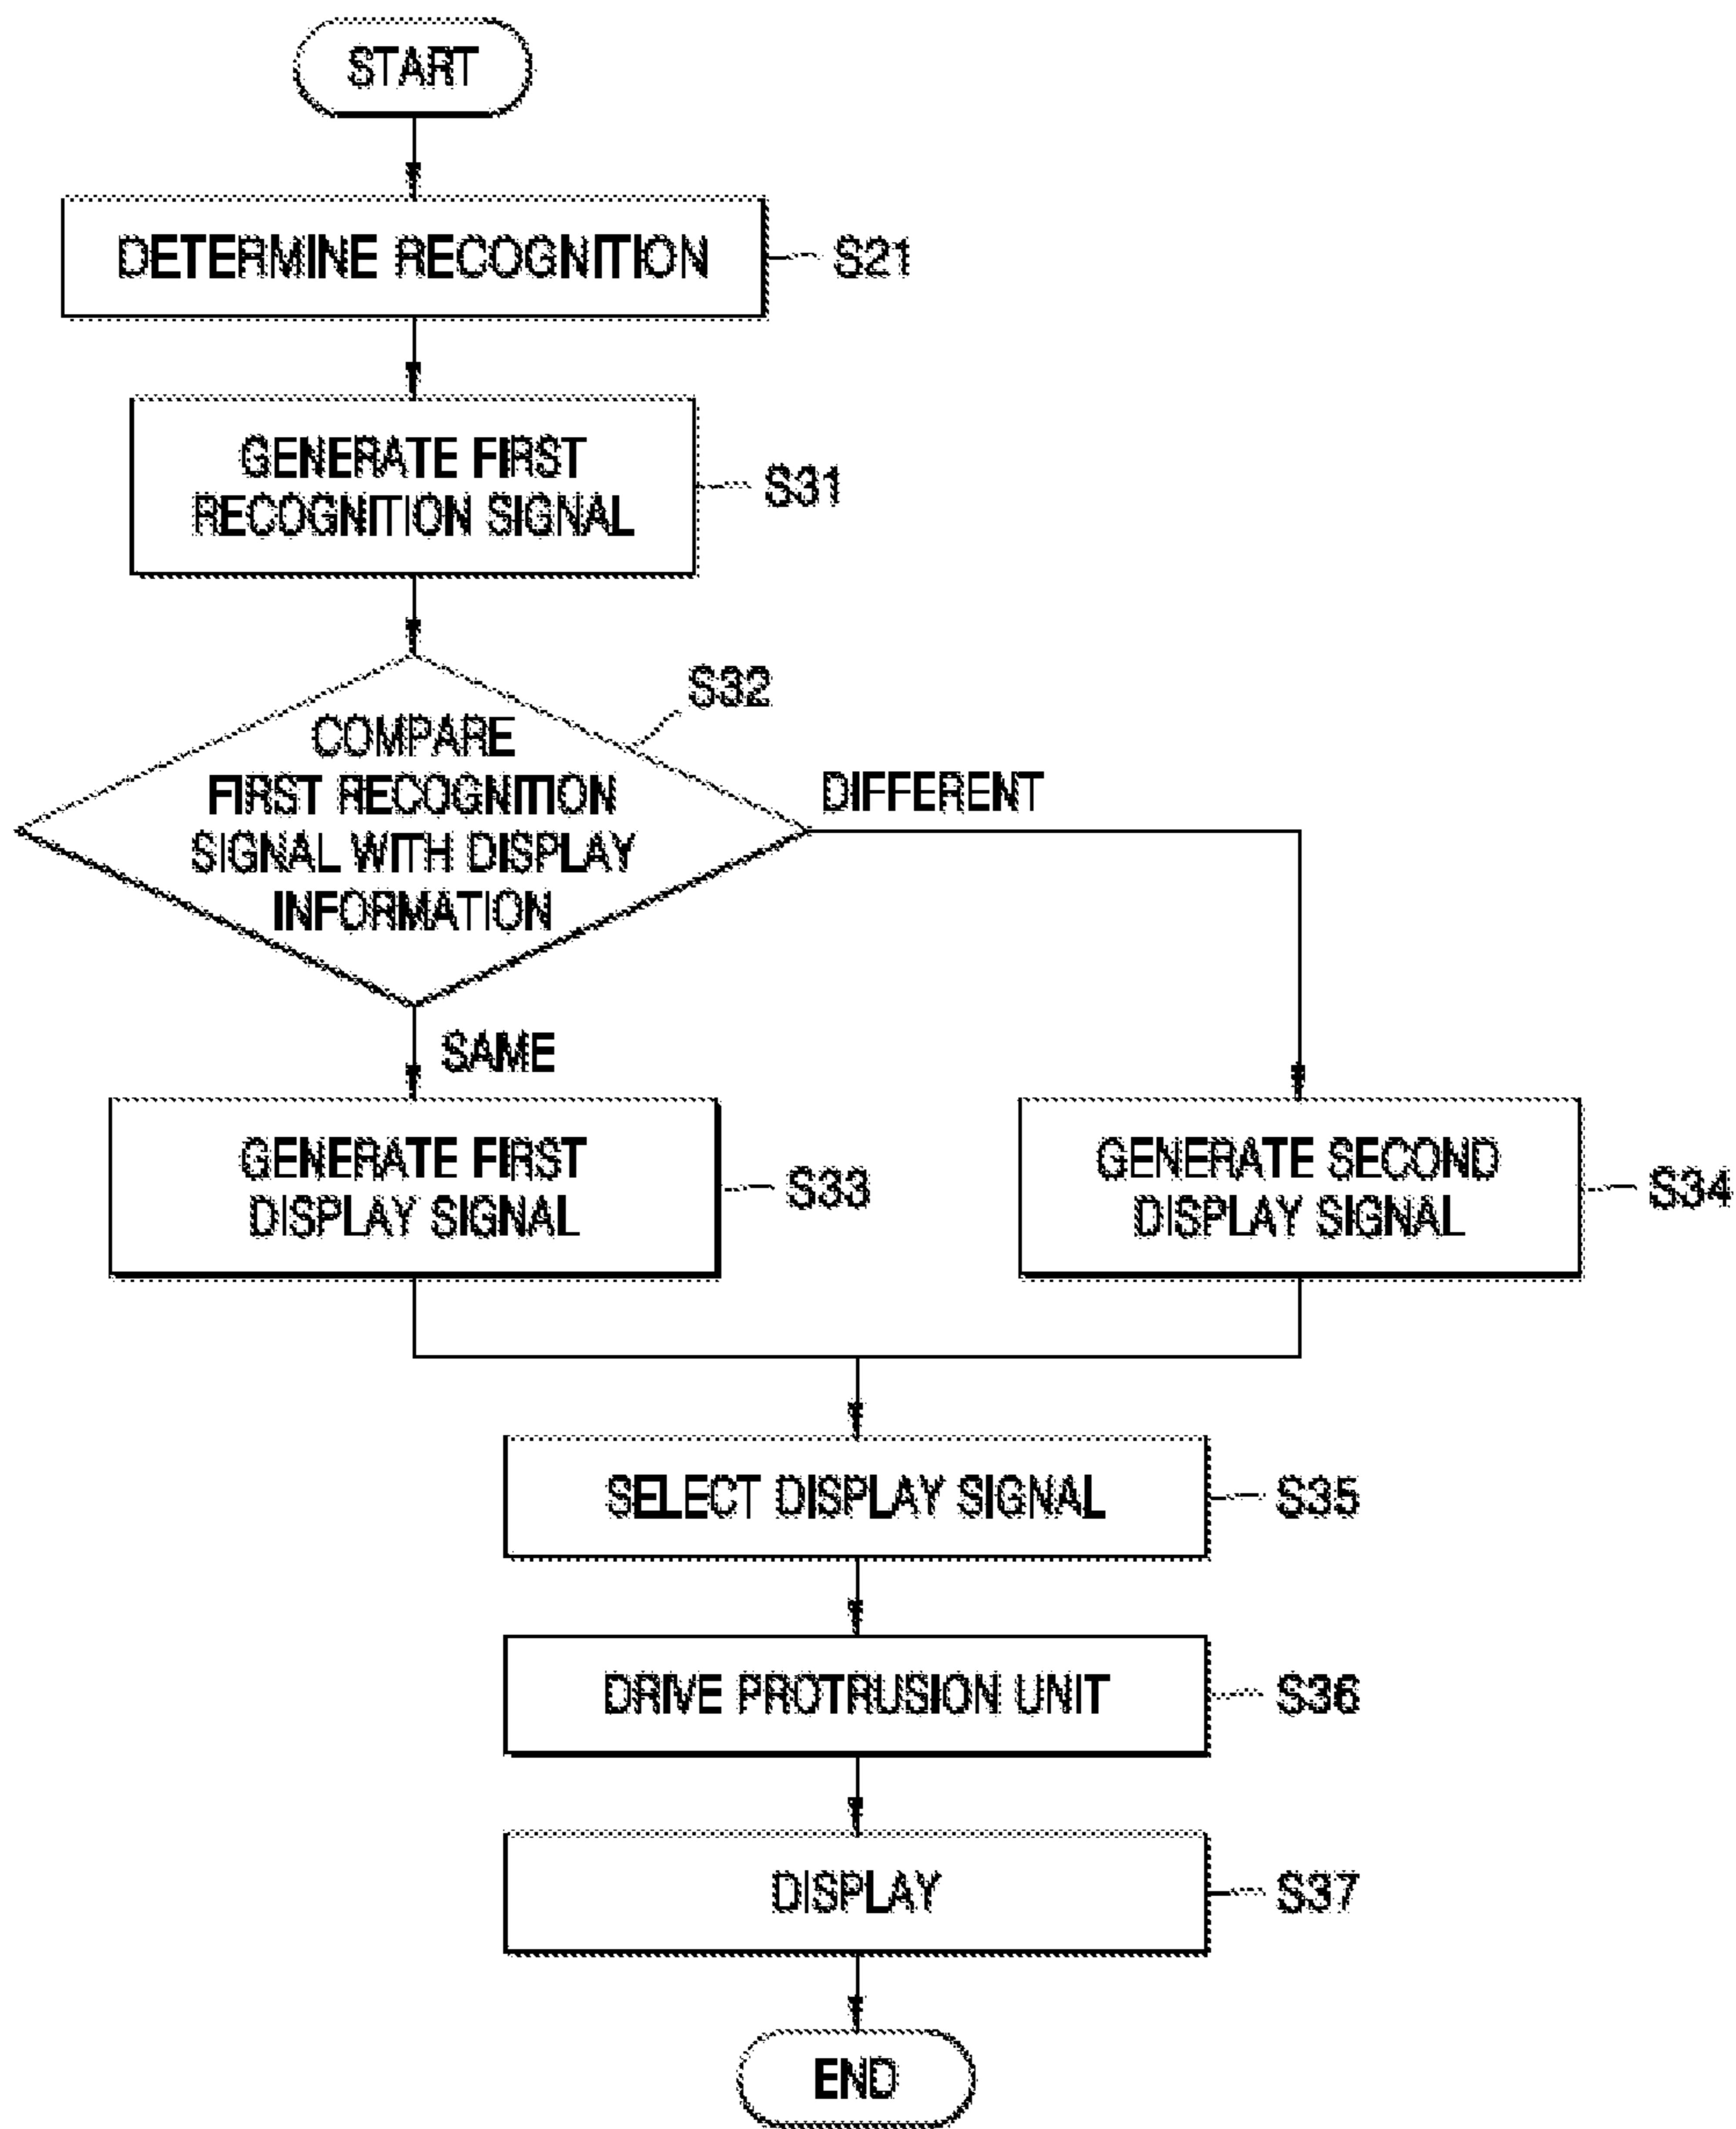 START
DETERMINE RECOGNITION
S21
GENERATE FIRST
RECOGNITION SIGNAL
S31
S32
COMPARE
FIRST RECOGNITION
SIGNAL WITH DISPLAY
INFORMATION
DIFFERENT
SAME
GENERATE FIRST
DISPLAY SIGNAL
S33
GENERATE SECOND
DISPLAY SIGNAL
S34
SELECT DISPLAY SIGNAL
S35
DRIVE PROTRUSION UNIT
S36
DISPLAY
S37
END